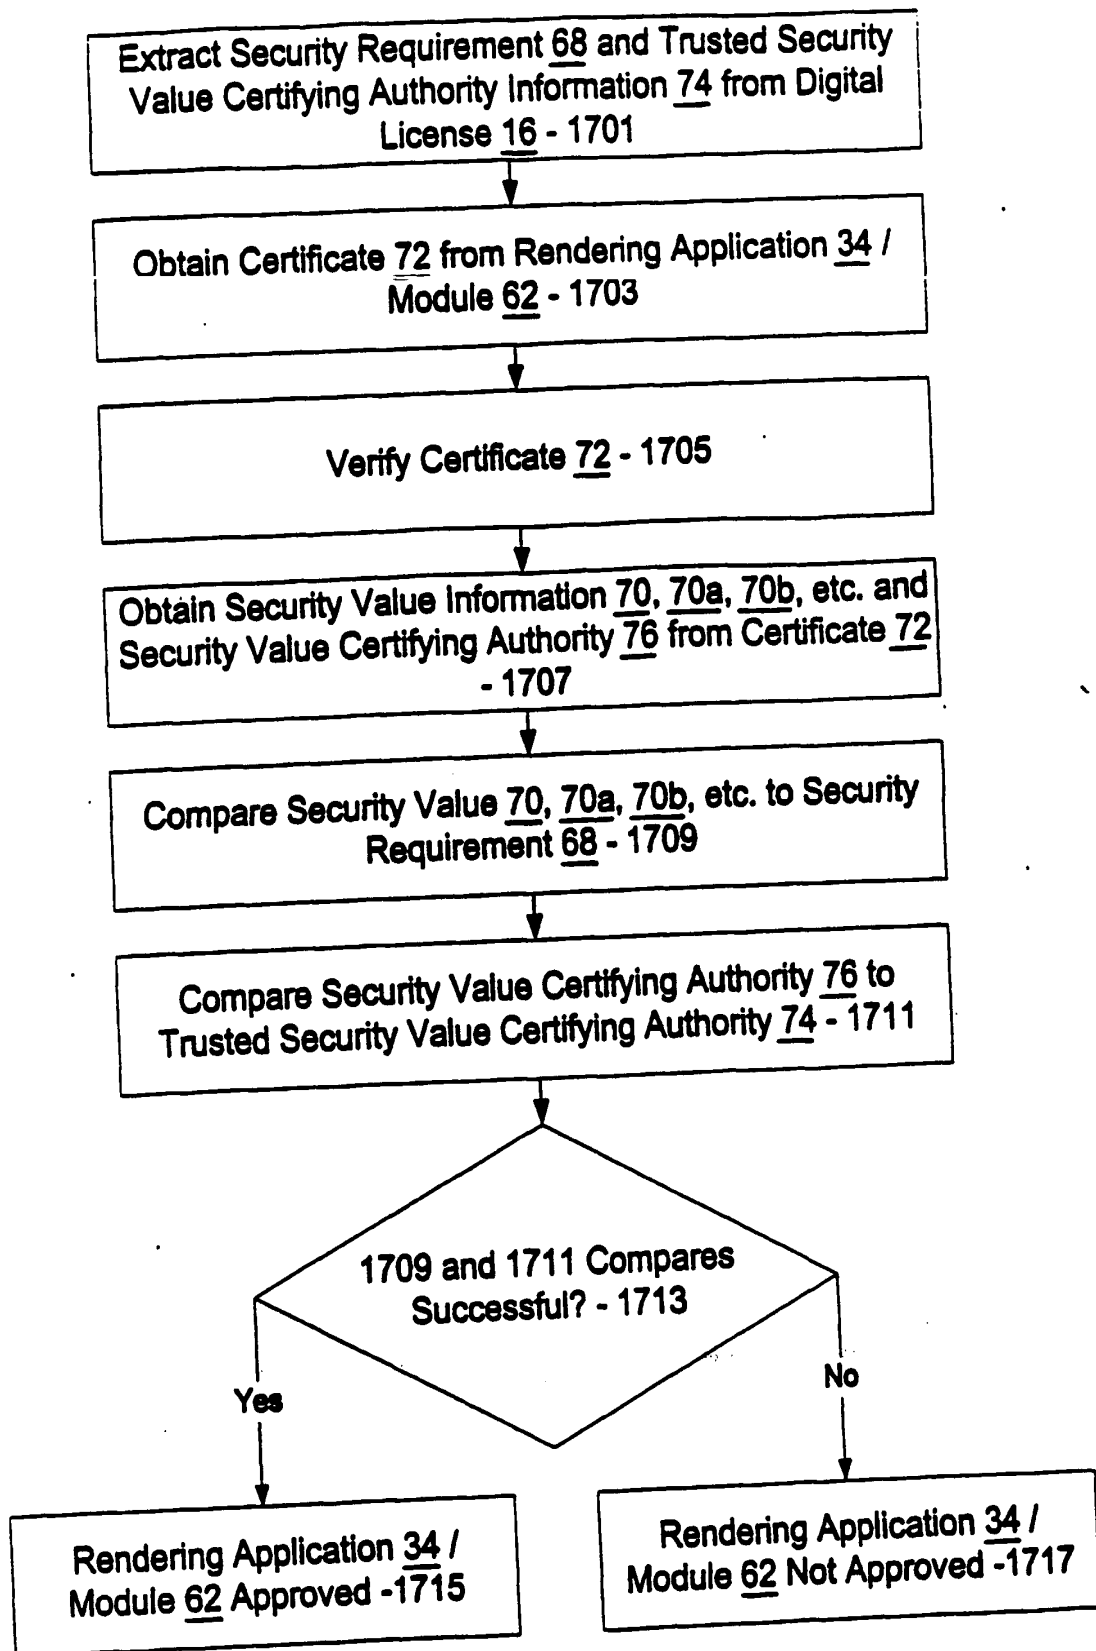 Extract Security Requirement 68 and Trusted Security
Value Certifying Authority Information 74 from Digital
License 16 - 1701
Obtain Certificate 72 from Rendering Application 34 /
Module 62 - 1703
Verify Certificate 72 - 1705
Obtain Security Value Information 70, 70a, 70b, etc. and
Security Value Certifying Authority 76 from Certificate 72
- 1707
Compare Security Value 70, 70a, 70b, etc. to Security
Requirement 68 - 1709
Compare Security Value Certifying Authority 76 to
Trusted Security Value Certifying Authority 74 - 1711
1709 and 1711 Compares
Successful? - 1713
Yes
No
Rendering Application 34 /
Module 62 Approved -1715
Rendering Application 34 /
Module 62 Not Approved -1717